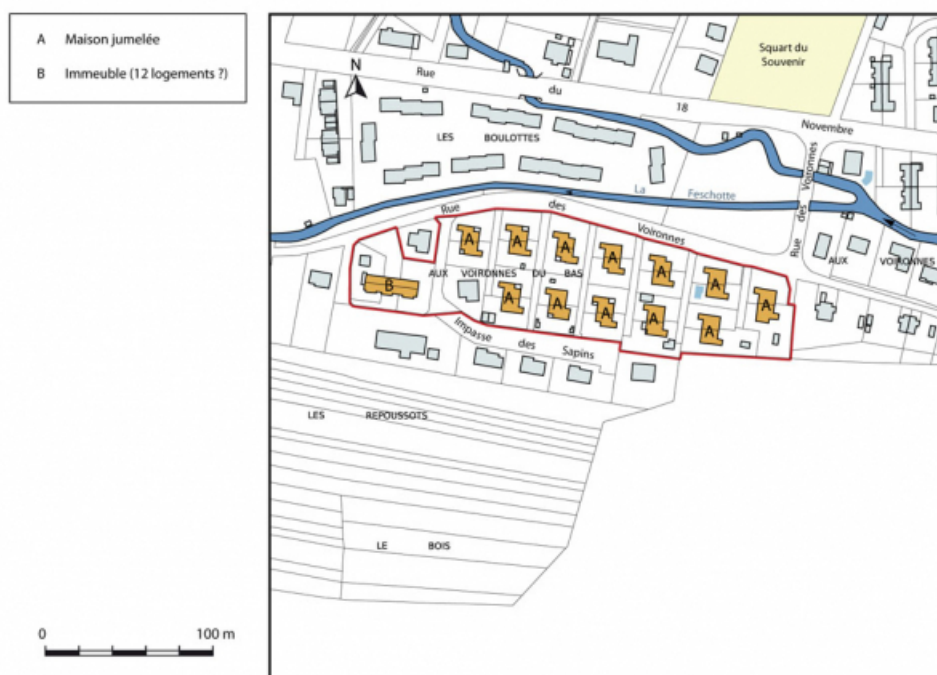 A Maison jumelée
B Immeuble (12 logements ?)
N
Rue du 18 Novembre
Squart du
Souvenir
LES BOULOTTES
La Feschotte
Rue des Voironnes
Rue des Voironnes
AUX VOIRONNES
AUX VOIRONNES DU BAS
A
A
A
A
A
A
A
B
A
A
A
A
A
Impasse des Sapins
LES REPOUSSOTS
LE BOIS
0 100 m